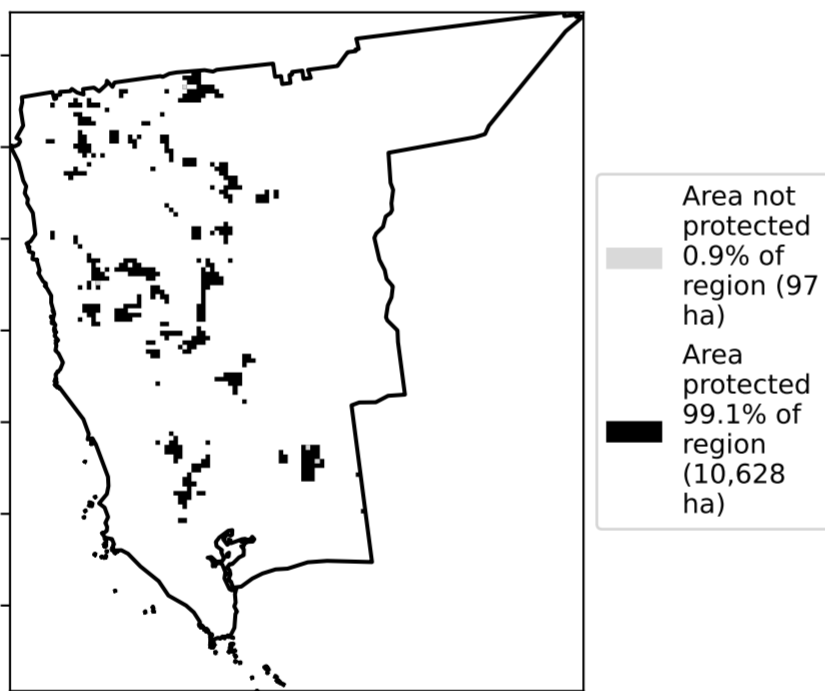 Area not
protected
0.9% of
region (97
ha)
Area
protected
99.1% of
region
(10,628
ha)